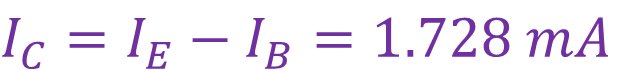 I_C = I_E − I_B = 1.728 mA